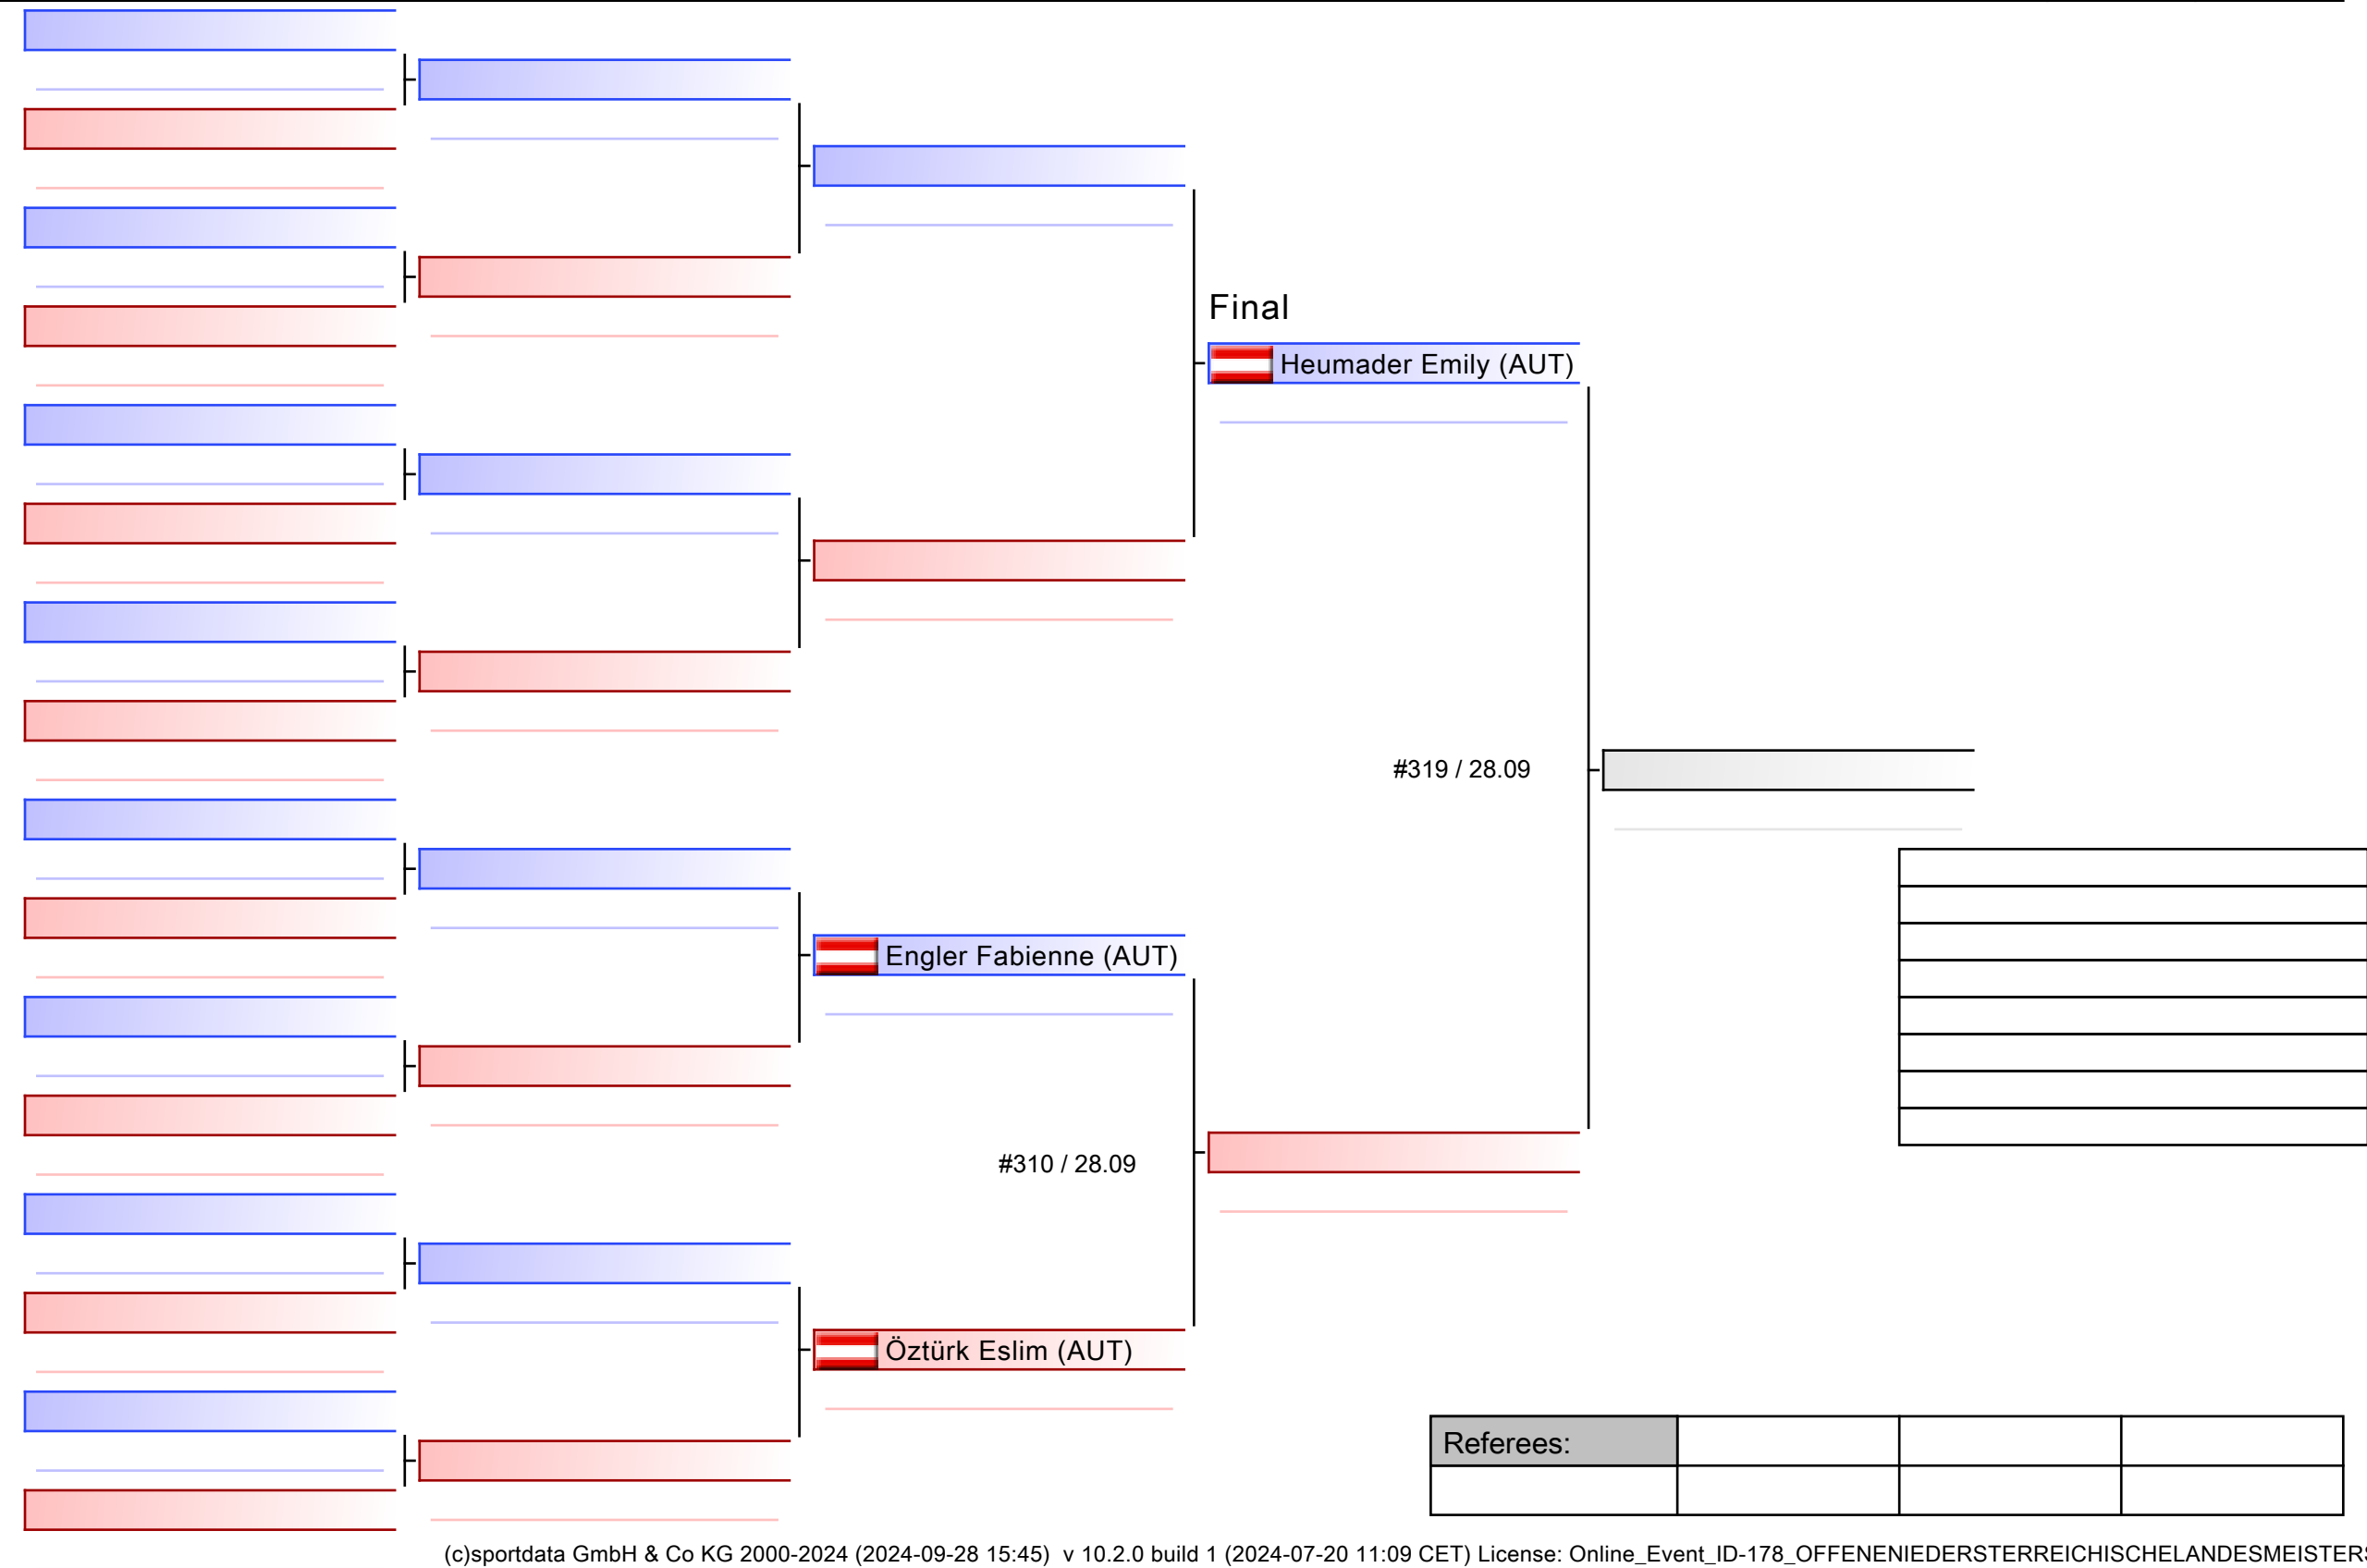 Final
Heumader Emily (AUT)
#319 / 28.09
Engler Fabienne (AUT)
#310 / 28.09
Öztürk Eslim (AUT)
Referees:
(c)sportdata GmbH & Co KG 2000-2024 (2024-09-28 15:45) v 10.2.0 build 1 (2024-07-20 11:09 CET) License: Online_Event_ID-178_OFFENENIEDERSTERREICHISCHELANDESMEISTERS